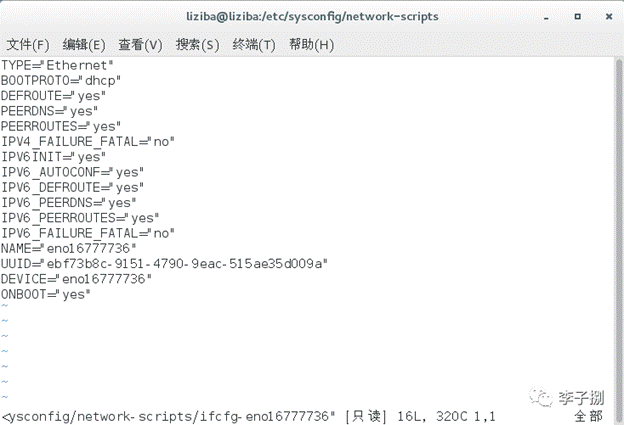 liziba@liziba:/etc/sysconfig/network-scripts
文件(F) 编辑(E) 查看(V) 搜索(S) 终端(T) 帮助(H)
TYPE="Ethernet"
BOOTPROTO="dhcp"
DEFROUTE="yes"
PEERDNS="yes"
PEERROUTES="yes"
IPV4_FAILURE_FATAL="no"
IPV6INIT="yes"
IPV6_AUTOCONF="yes"
IPV6_DEFROUTE="yes"
IPV6_PEERDNS="yes"
IPV6_PEERROUTES="yes"
IPV6_FAILURE_FATAL="no"
NAME="eno16777736"
UUID="ebf73b8c-9151-4790-9eac-515ae35d009a"
DEVICE="eno16777736"
ONBOOT="yes"
~
~
~
~
~
~
~
李子捌
<ysconfig/network-scripts/ifcfg-eno16777736" [只读] 16L, 320C 1,1 全部